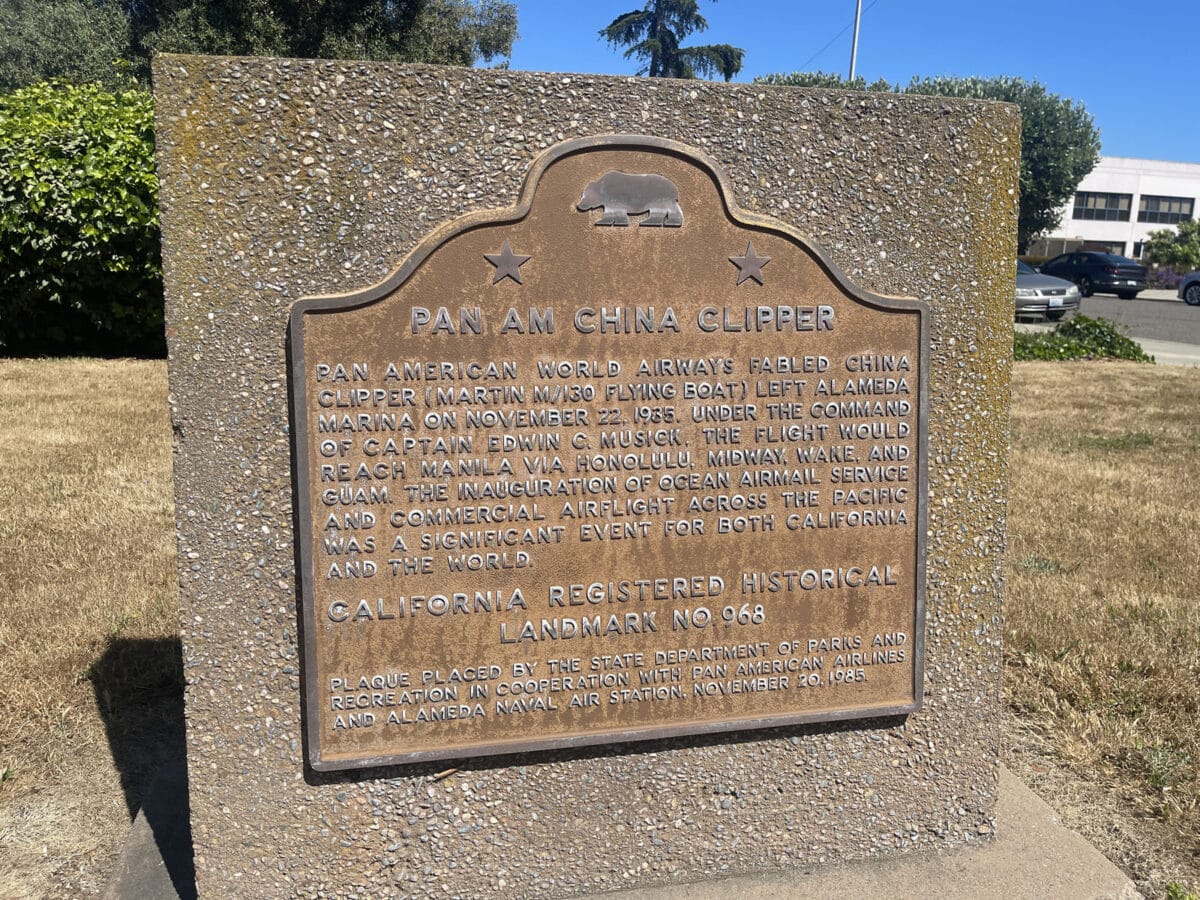 PAN AM CHINA CLIPPER
PAN AMERICAN WORLD AIRWAYS FABLED CHINA
CLIPPER (MARTIN M/130 FLYING BOAT) LEFT ALAMEDA
MARINA ON NOVEMBER 22, 1935. UNDER THE COMMAND
OF CAPTAIN EDWIN C. MUSICK, THE FLIGHT WOULD
REACH MANILA VIA HONOLULU, MIDWAY, WAKE, AND
GUAM. THE INAUGURATION OF OCEAN AIRMAIL SERVICE
AND COMMERCIAL AIRFLIGHT ACROSS THE PACIFIC
WAS A SIGNIFICANT EVENT FOR BOTH CALIFORNIA
AND THE WORLD.
CALIFORNIA REGISTERED HISTORICAL
LANDMARK NO. 968
PLAQUE PLACED BY THE STATE DEPARTMENT OF PARKS AND
RECREATION IN COOPERATION WITH PAN AMERICAN AIRLINES
AND ALAMEDA NAVAL AIR STATION, NOVEMBER 20, 1985.